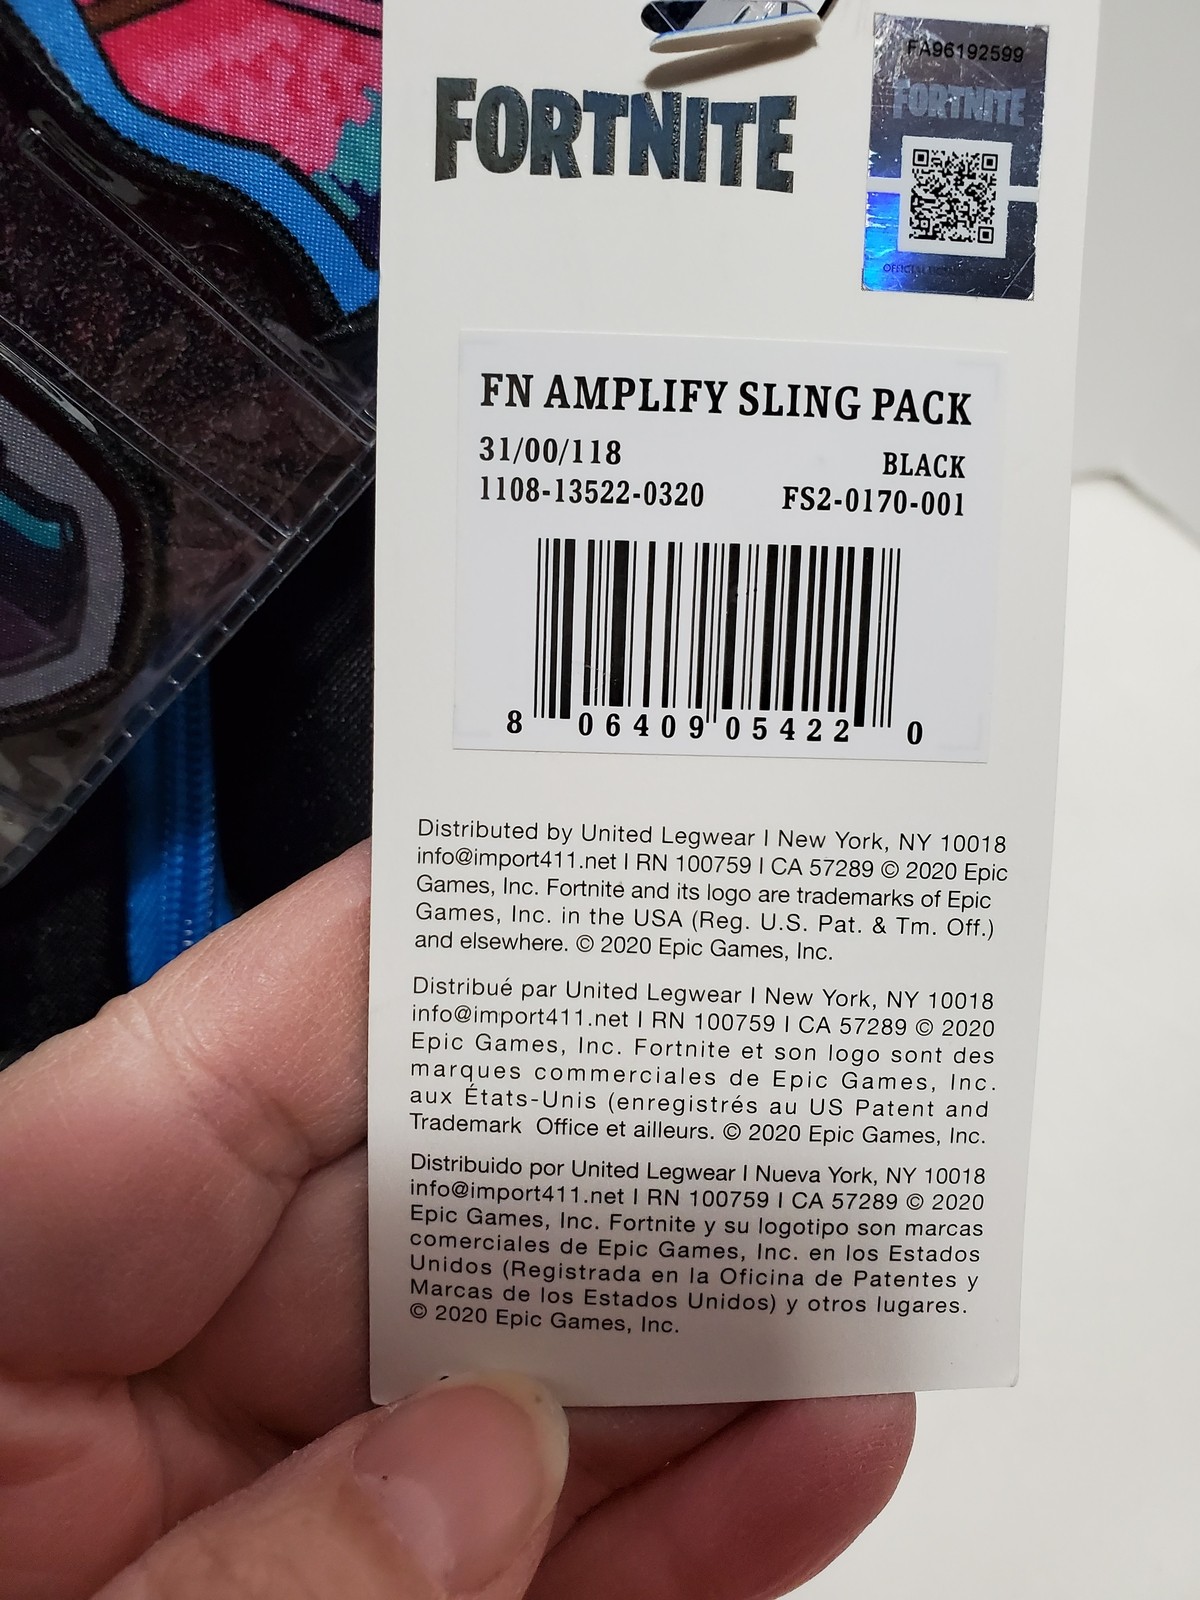 FORTNITE
FA96192599
FORTNITE
FN AMPLIFY SLING PACK
31/00/118 BLACK
1108-13522-0320 FS2-0170-001
8 06409 05422 0
Distributed by United Legwear I New York, NY 10018
info@import411.net I RN 100759 I CA 57289 © 2020 Epic
Games, Inc. Fortnite and its logo are trademarks of Epic
Games, Inc. in the USA (Reg. U.S. Pat. & Tm. Off.)
and elsewhere. © 2020 Epic Games, Inc.
Distribué par United Legwear I New York, NY 10018
info@import411.net I RN 100759 I CA 57289 © 2020
Epic Games, Inc. Fortnite et son logo sont des
marques commerciales de Epic Games, Inc.
aux États-Unis (enregistrés au US Patent and
Trademark Office et ailleurs. © 2020 Epic Games, Inc.
Distribuido por United Legwear I Nueva York, NY 10018
info@import411.net I RN 100759 I CA 57289 © 2020
Epic Games, Inc. Fortnite y su logotipo son marcas
comerciales de Epic Games, Inc. en los Estados
Unidos (Registrada en la Oficina de Patentes y
Marcas de los Estados Unidos) y otros lugares.
© 2020 Epic Games, Inc.